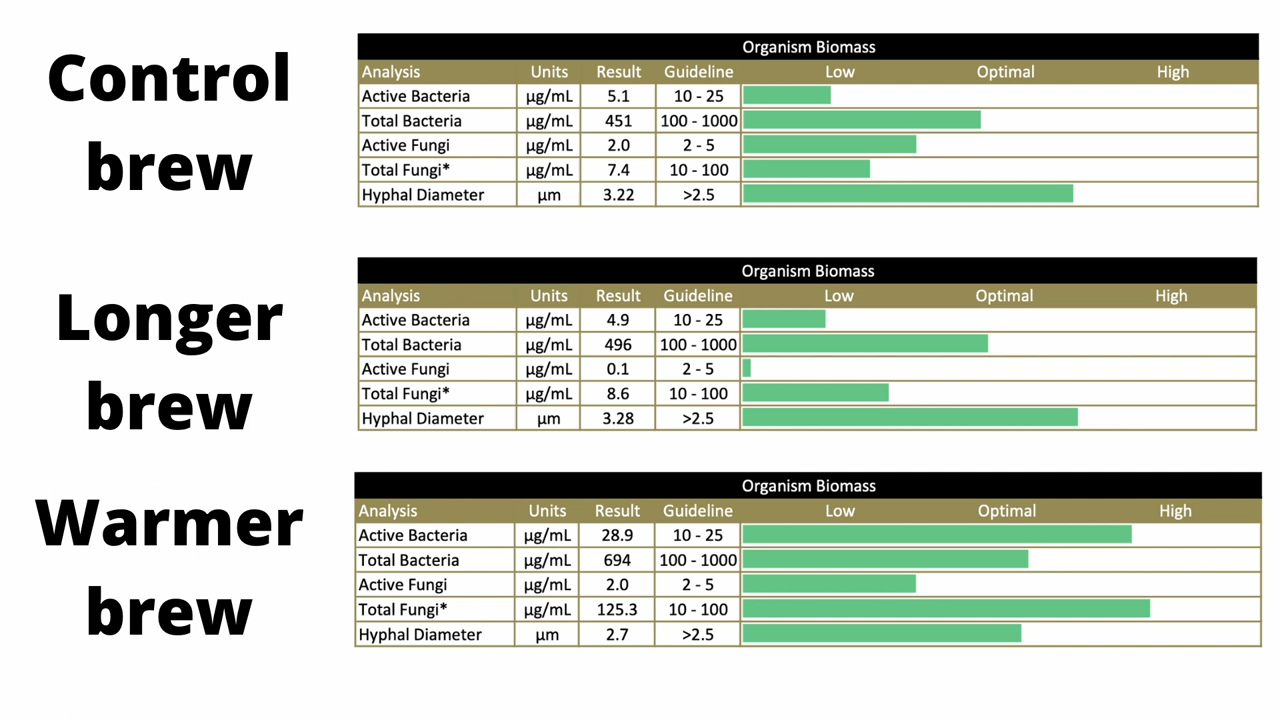 Control
brew
Organism Biomass
Analysis Units Result Guideline Low Optimal High
Active Bacteria µg/mL 5.1 10 - 25
Total Bacteria µg/mL 451 100 - 1000
Active Fungi µg/mL 2.0 2 - 5
Total Fungi* µg/mL 7.4 10 - 100
Hyphal Diameter µm 3.22 >2.5
Longer
brew
Organism Biomass
Analysis Units Result Guideline Low Optimal High
Active Bacteria µg/mL 4.9 10 - 25
Total Bacteria µg/mL 496 100 - 1000
Active Fungi µg/mL 0.1 2 - 5
Total Fungi* µg/mL 8.6 10 - 100
Hyphal Diameter µm 3.28 >2.5
Warmer
brew
Organism Biomass
Analysis Units Result Guideline Low Optimal High
Active Bacteria µg/mL 28.9 10 - 25
Total Bacteria µg/mL 694 100 - 1000
Active Fungi µg/mL 2.0 2 - 5
Total Fungi* µg/mL 125.3 10 - 100
Hyphal Diameter µm 2.7 >2.5